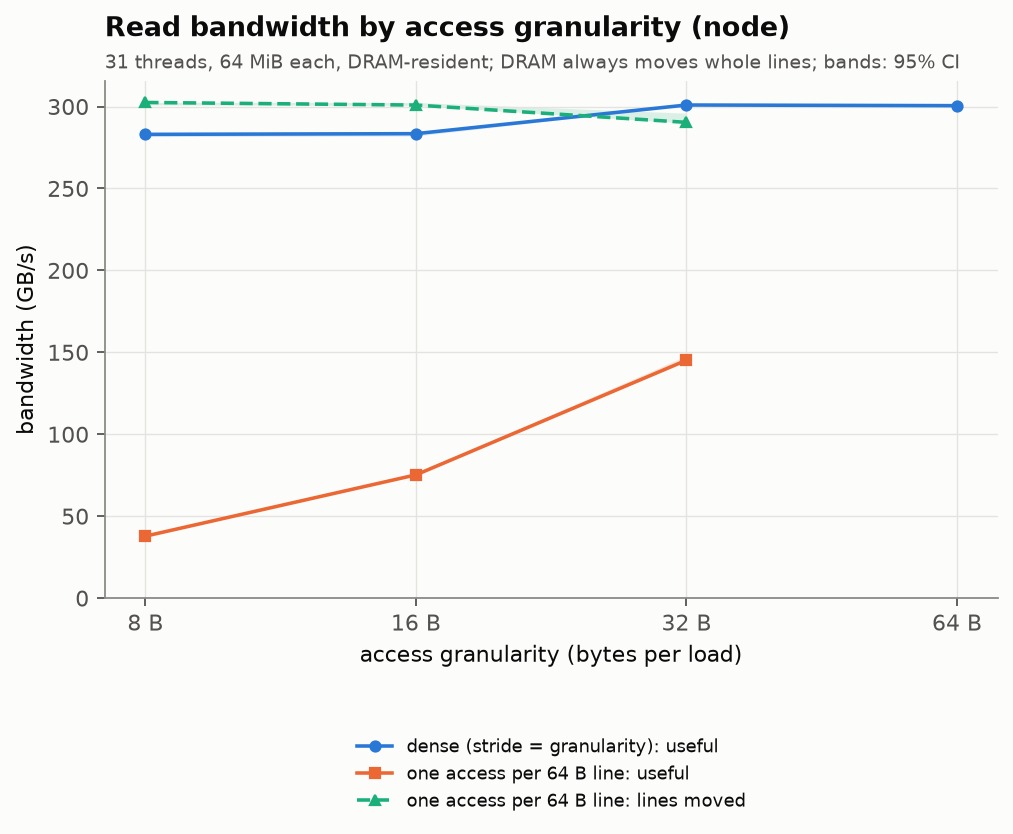 Read bandwidth by access granularity (node)
31 threads, 64 MiB each, DRAM-resident; DRAM always moves whole lines; bands: 95% CI
300
250
200
150
100
50
0
bandwidth (GB/s)
8 B
16 B
32 B
64 B
access granularity (bytes per load)
dense (stride = granularity): useful
one access per 64 B line: useful
one access per 64 B line: lines moved